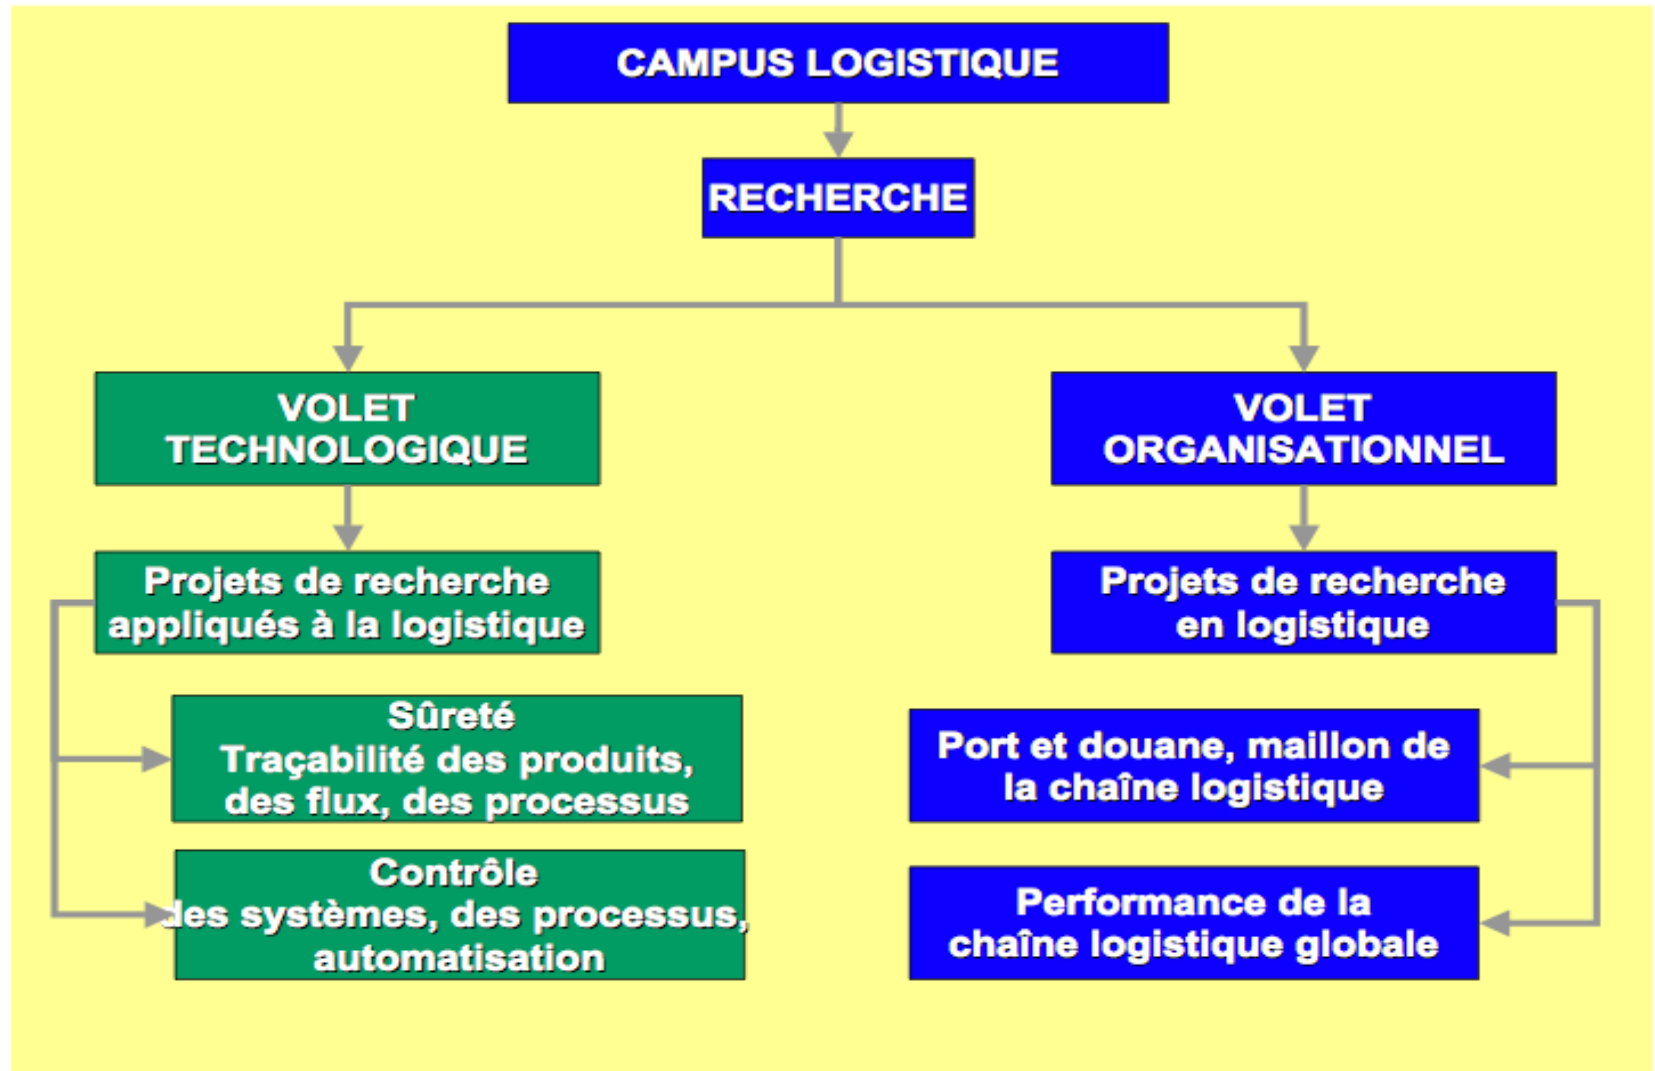 CAMPUS LOGISTIQUE
RECHERCHE
VOLET
TECHNOLOGIQUE
VOLET
ORGANISATIONNEL
Projets de recherche
appliqués à la logistique
Projets de recherche
en logistique
Sûreté
Traçabilité des produits,
des flux, des processus
Port et douane, maillon de
la chaîne logistique
Contrôle
des systèmes, des processus,
automatisation
Performance de la
chaîne logistique globale